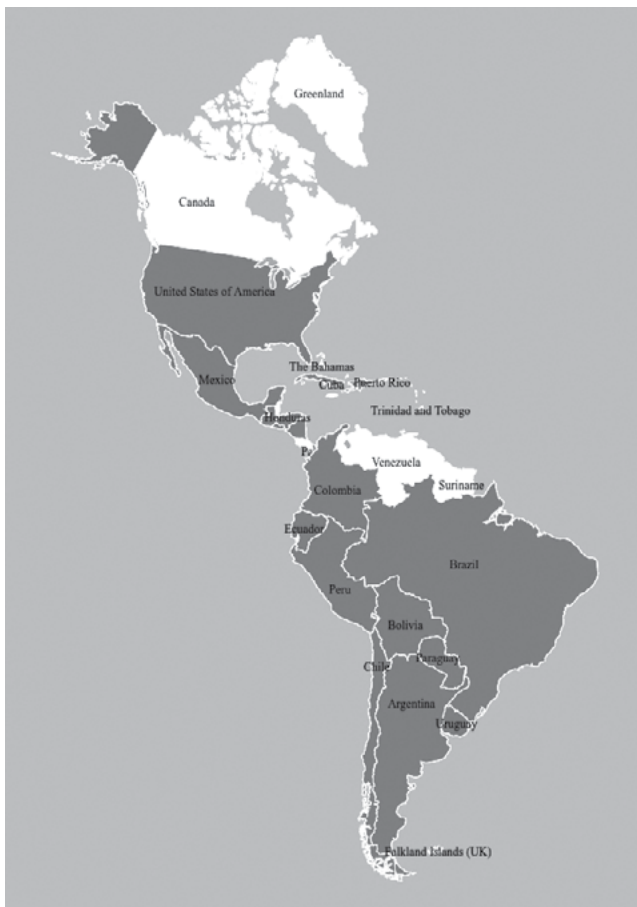 Greenland
Canada
United States of America
The Bahamas
Mexico
Cuba
Puerto Rico
Trinidad and Tobago
Honduras
Pa
Venezuela
Suriname
Colombia
Ecuador
Brazil
Peru
Bolivia
Paraguay
Chile
Argentina
Uruguay
Falkland Islands (UK)